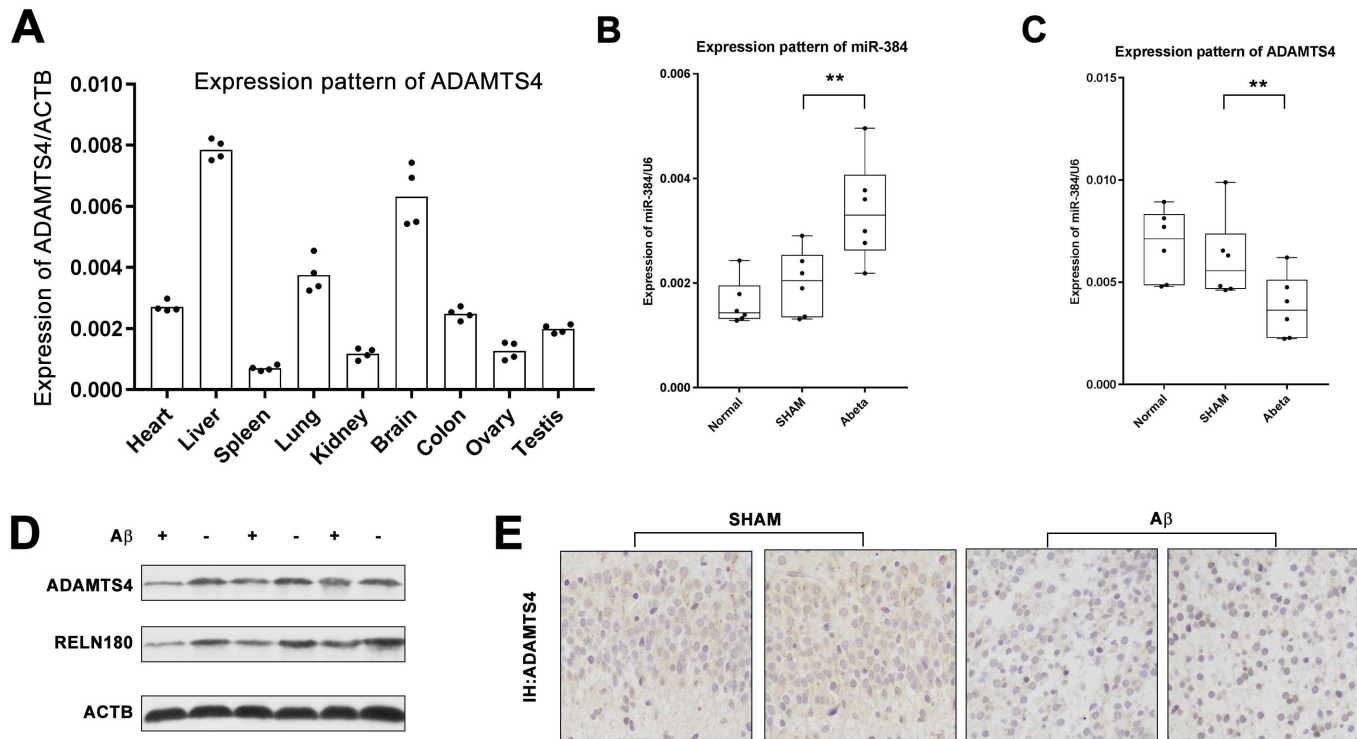 A
Expression pattern of ADAMTS4
Expression of ADAMTS4/ACTB
0.010
0.008
0.006
0.004
0.002
0.000
Heart
Liver
Spleen
Lung
Kidney
Brain
Colon
Ovary
Testis
B
Expression pattern of miR-384
Expression of miR-384/U6
0.006
0.004
0.002
0.000
**
Normal
SHAM
Abeta
C
Expression pattern of ADAMTS4
Expression of miR-384/U6
0.015
0.010
0.005
0.000
**
Normal
SHAM
Abeta
D
Aβ + - + - + -
ADAMTS4
RELN180
ACTB
E
SHAM
Aβ
IH:ADAMTS4